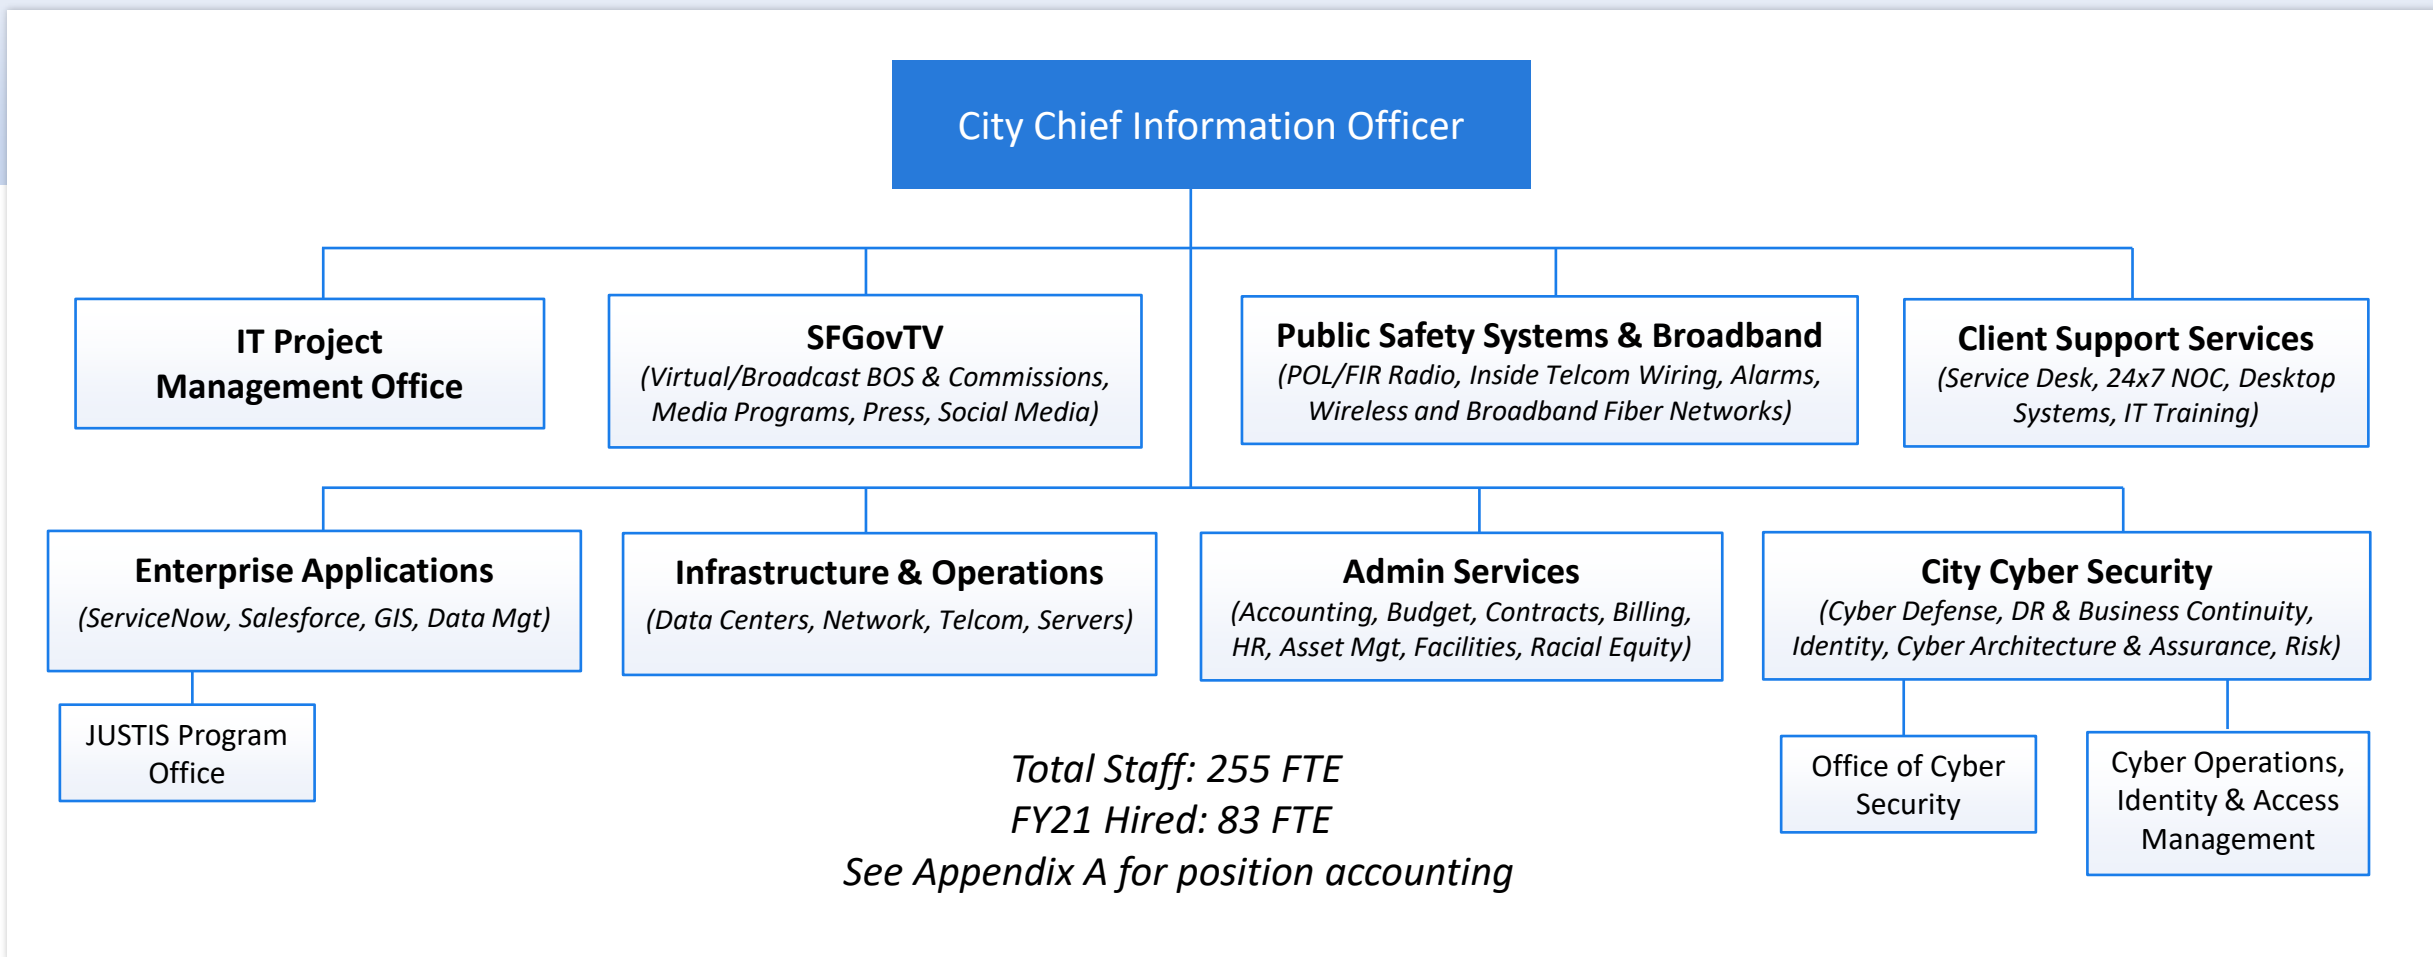 City Chief Information Officer
IT Project
Management Office
SFGovTV
(Virtual/Broadcast BOS & Commissions,
Media Programs, Press, Social Media)
Public Safety Systems & Broadband
(POL/FIR Radio, Inside Telcom Wiring, Alarms,
Wireless and Broadband Fiber Networks)
Client Support Services
(Service Desk, 24x7 NOC, Desktop
Systems, IT Training)
Enterprise Applications
(ServiceNow, Salesforce, GIS, Data Mgt)
Infrastructure & Operations
(Data Centers, Network, Telcom, Servers)
Admin Services
(Accounting, Budget, Contracts, Billing,
HR, Asset Mgt, Facilities, Racial Equity)
City Cyber Security
(Cyber Defense, DR & Business Continuity,
Identity, Cyber Architecture & Assurance, Risk)
JUSTIS Program
Office
Office of Cyber
Security
Cyber Operations,
Identity & Access
Management
Total Staff: 255 FTE
FY21 Hired: 83 FTE
See Appendix A for position accounting